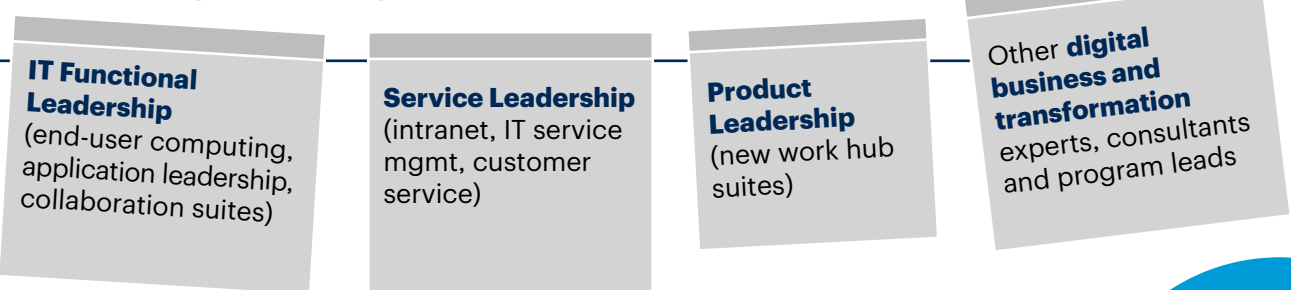 IT Functional
Leadership
(end-user computing,
application leadership,
collaboration suites)
Service Leadership
(intranet, IT service
mgmt, customer
service)
Product
Leadership
(new work hub
suites)
Other digital
business and
transformation
experts, consultants
and program leads